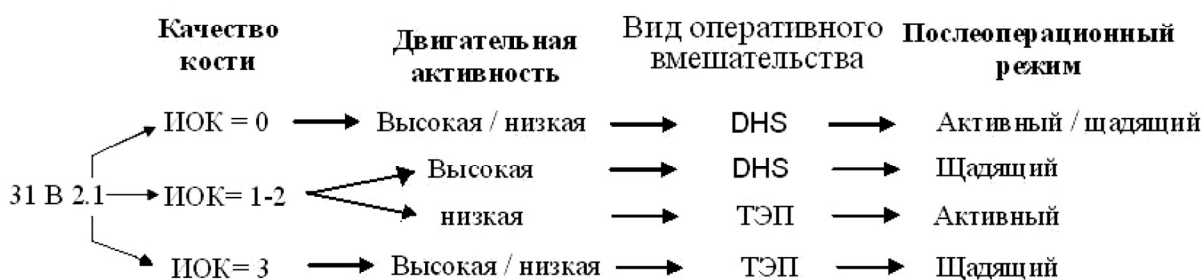 Качество кости
Двигательная активность
Вид оперативного вмешательства
Послеоперационный режим
31 В 2.1
ИОК = 0
Высокая / низкая
DHS
Активный / щадящий
ИОК= 1-2
Высокая
DHS
Щадящий
низкая
ТЭП
Активный
ИОК= 3
Высокая / низкая
ТЭП
Щадящий